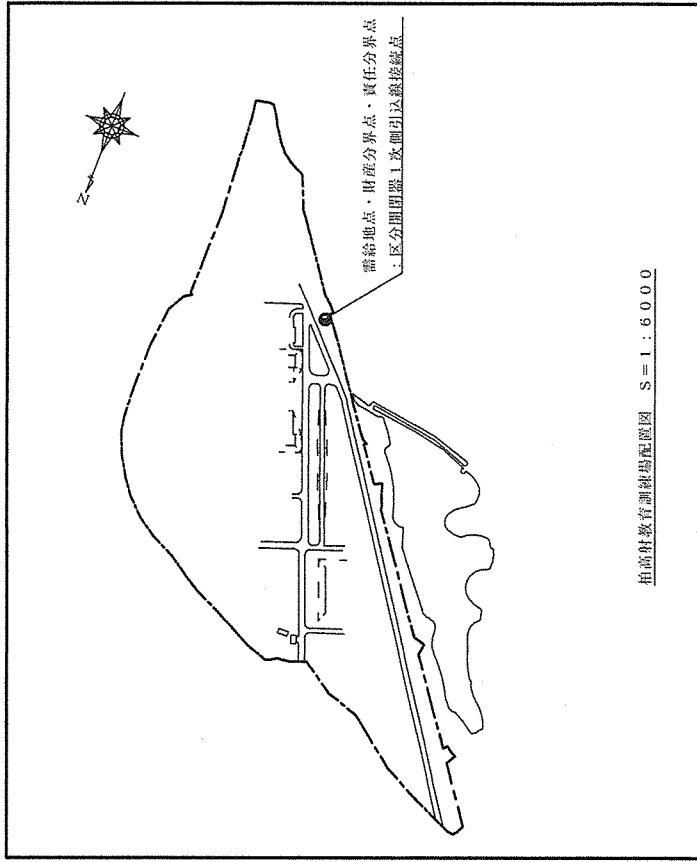 N
需給地点・財産分界点・責任分界点
：区分開閉器1次側引込線接続点
柏高射教育訓練場配置図　S＝1：6000